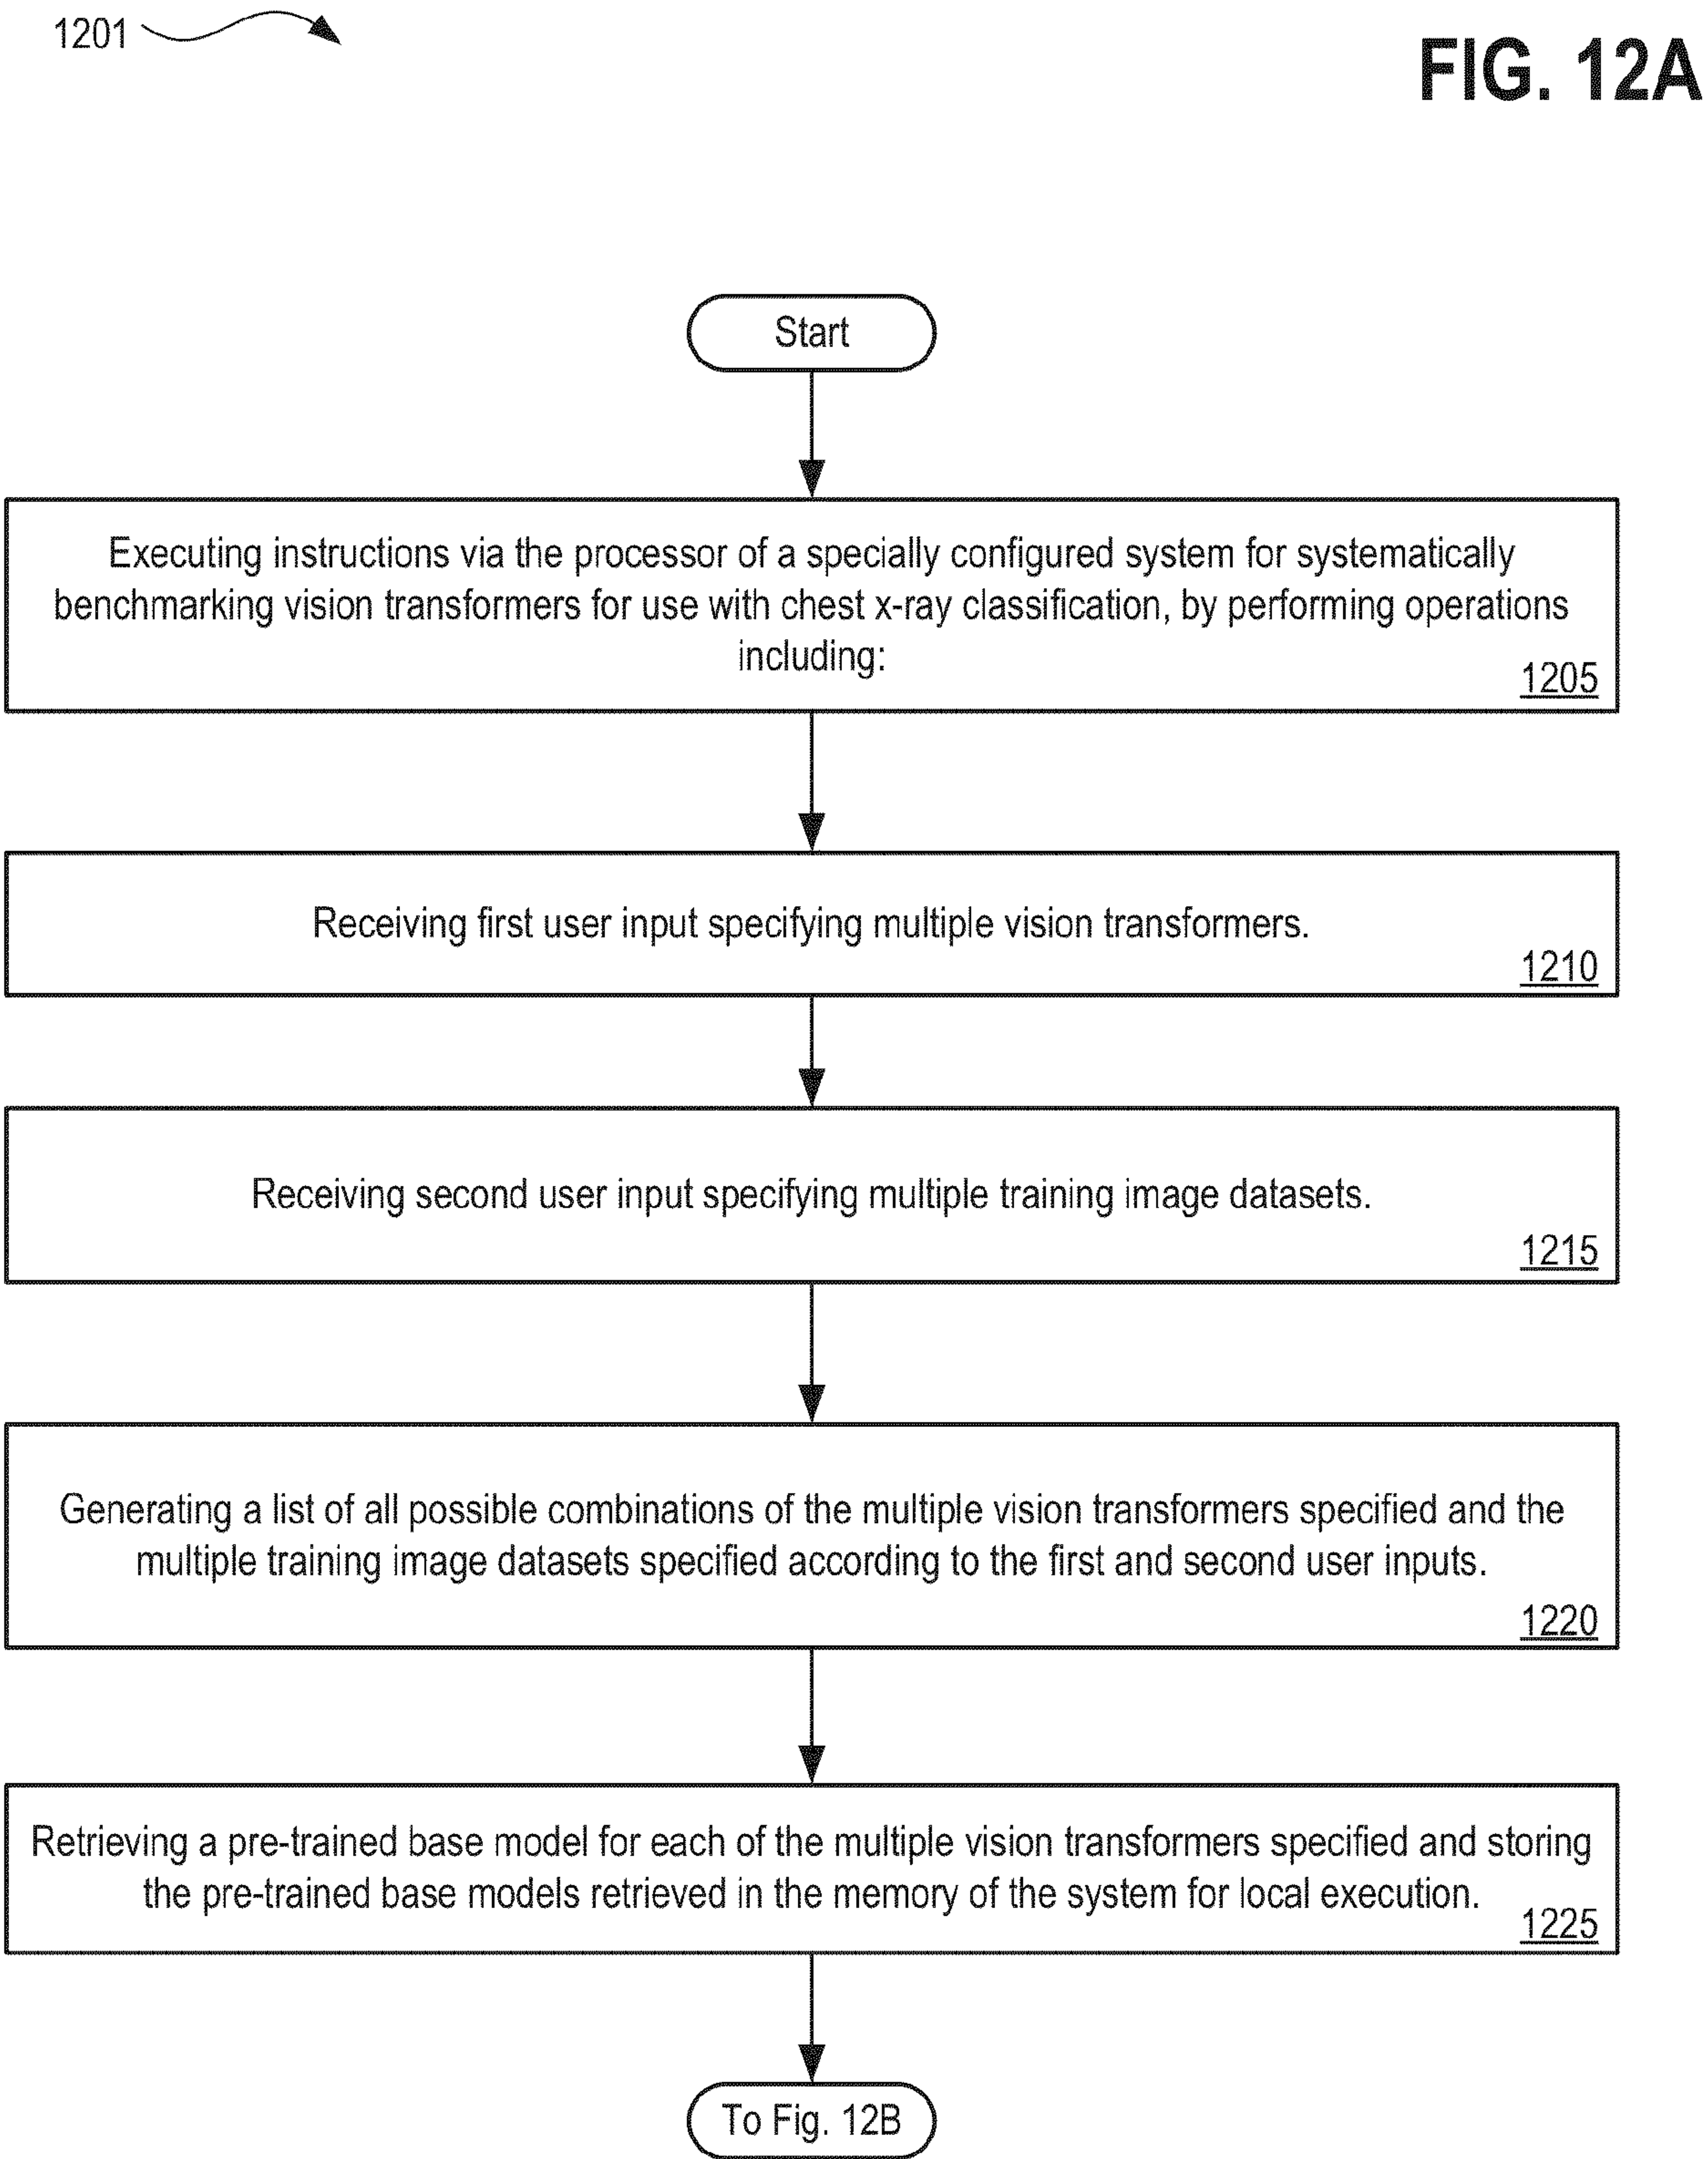 1201
FIG. 12A
Start
Executing instructions via the processor of a specially configured system for systematically
benchmarking vision transformers for use with chest x-ray classification, by performing operations
including:
1205
Receiving first user input specifying multiple vision transformers.
1210
Receiving second user input specifying multiple training image datasets.
1215
Generating a list of all possible combinations of the multiple vision transformers specified and the
multiple training image datasets specified according to the first and second user inputs.
1220
Retrieving a pre-trained base model for each of the multiple vision transformers specified and storing
the pre-trained base models retrieved in the memory of the system for local execution.
1225
To Fig. 12B